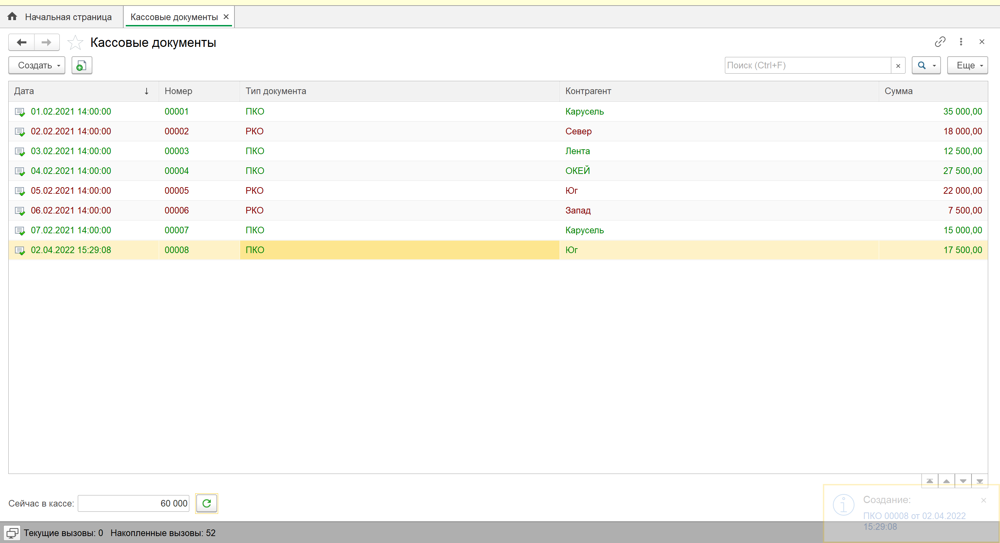 Начальная страница Кассовые документы
Кассовые документы
Создать Поиск (Ctrl+F) Еще
Дата Номер Тип документа Контрагент Сумма
01.02.2021 14:00:00 00001 ПКО Карусель 35 000,00
02.02.2021 14:00:00 00002 РКО Север 18 000,00
03.02.2021 14:00:00 00003 ПКО Лента 12 500,00
04.02.2021 14:00:00 00004 ПКО ОКЕЙ 27 500,00
05.02.2021 14:00:00 00005 РКО Юг 22 000,00
06.02.2021 14:00:00 00006 РКО Запад 7 500,00
07.02.2021 14:00:00 00007 ПКО Карусель 15 000,00
02.04.2022 15:29:08 00008 ПКО Юг 17 500,00
Сейчас в кассе: 60 000
Создание:
ПКО 00008 от 02.04.2022
15:29:08
Текущие вызовы: 0 Накопленные вызовы: 52